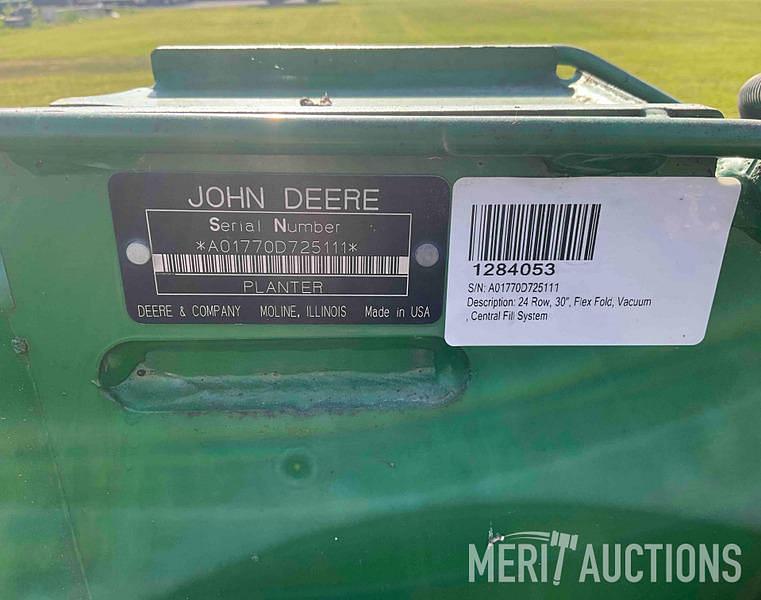 JOHN DEERE
Serial Number
*A01770D725111*
PLANTER
DEERE & COMPANY MOLINE, ILLINOIS Made in USA
1284053
S/N: A01770D725111
Description: 24 Row, 30", Flex Fold, Vacuum
, Central Fill System
MERIT AUCTIONS